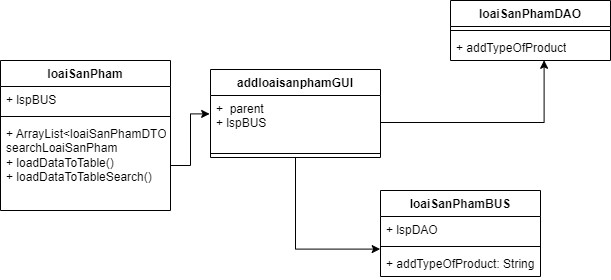 loaiSanPham
+ lspBUS
+ ArrayList<loaiSanPhamDTO
searchLoaiSanPham
+ loadDataToTable()
+ loadDataToTableSearch()
addloaisanphamGUI
+ parent
+ lspBUS
loaiSanPhamDAO
+ addTypeOfProduct
loaiSanPhamBUS
+ lspDAO
+ addTypeOfProduct: String